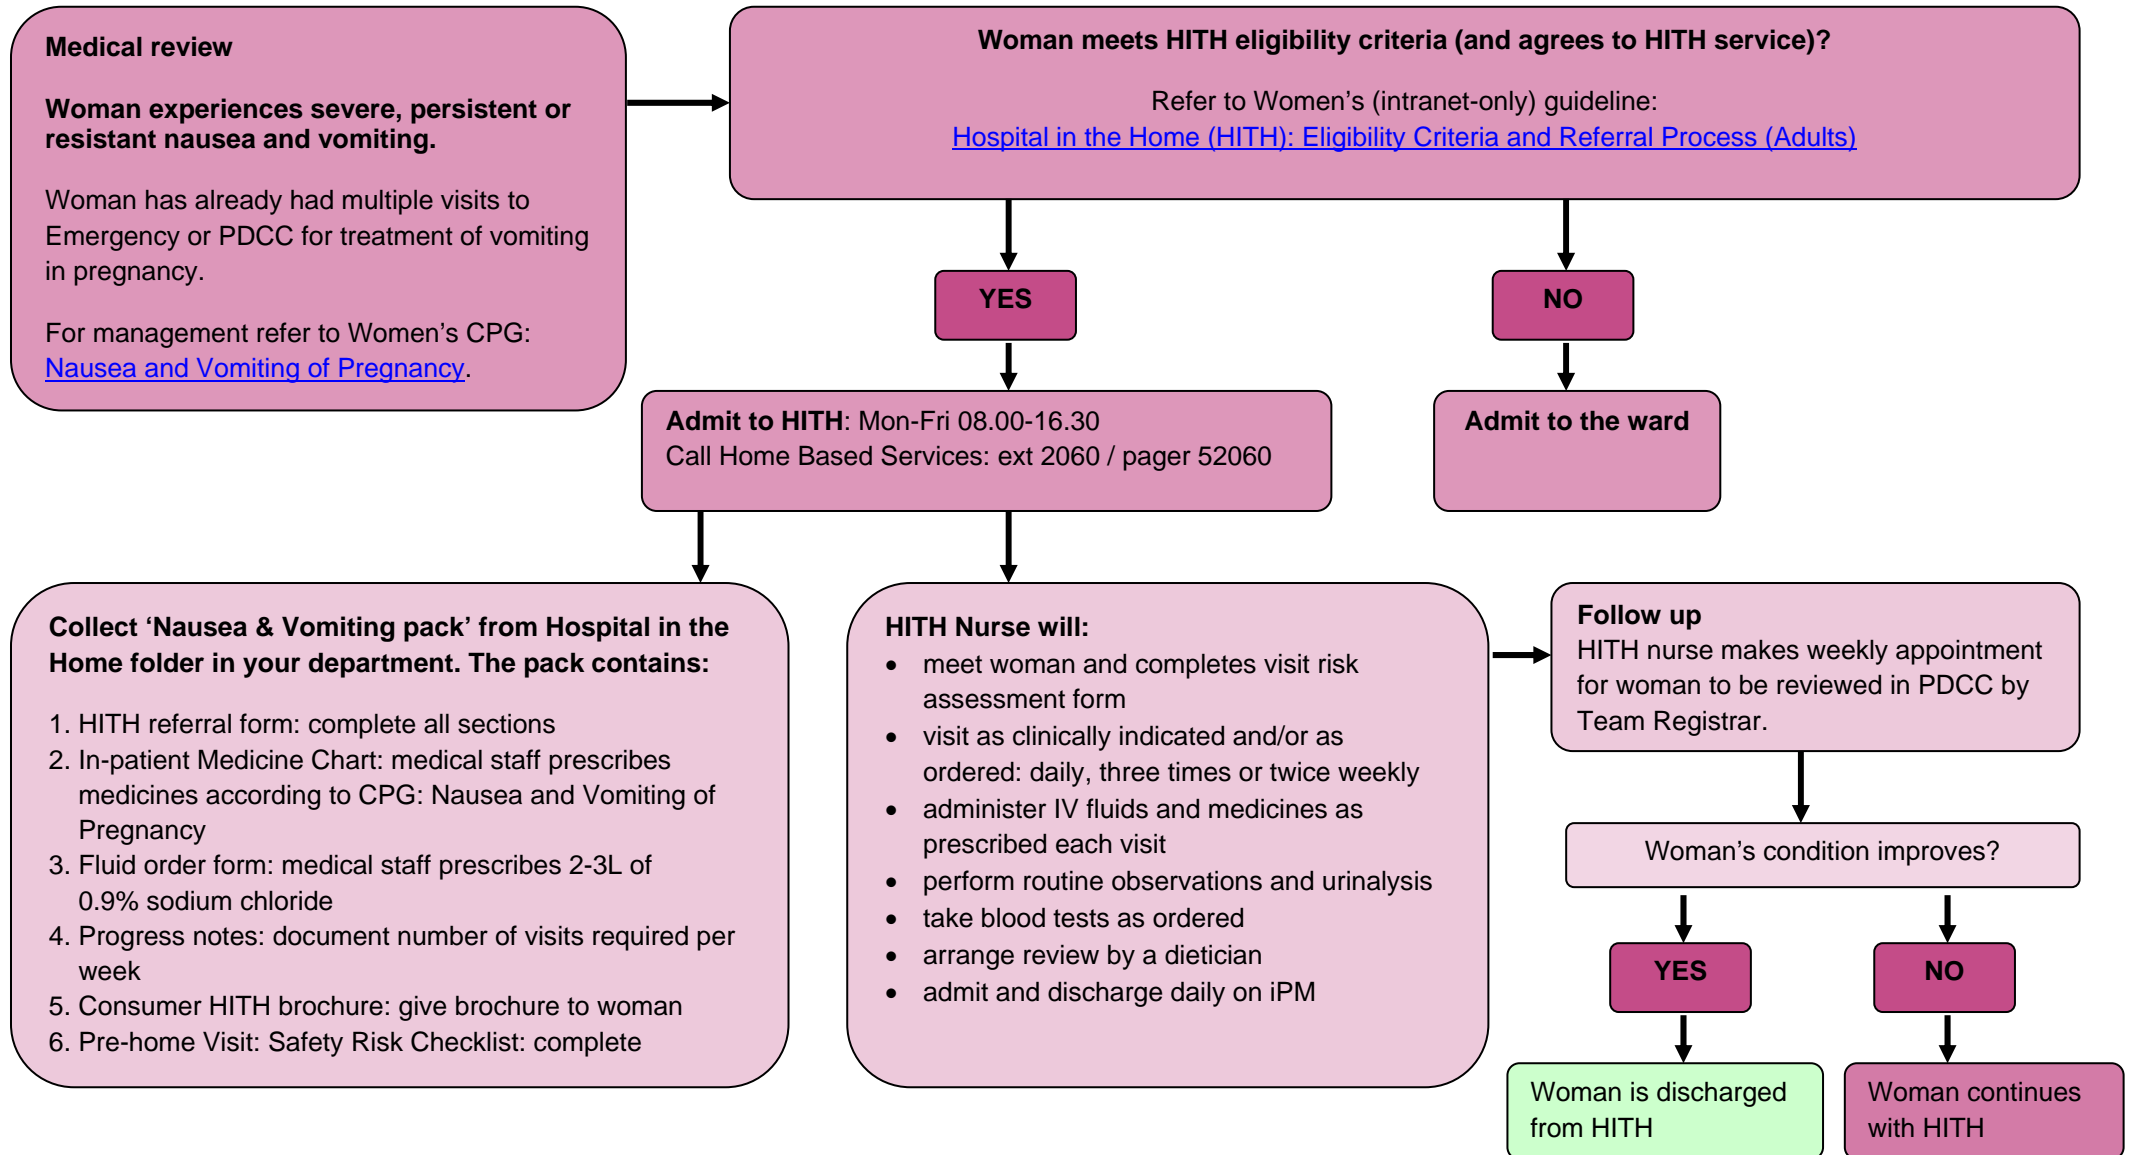 Medical review
Woman experiences severe, persistent or
resistant nausea and vomiting.
Woman has already had multiple visits to
Emergency or PDCC for treatment of vomiting
in pregnancy.
For management refer to Women’s CPG:
Nausea and Vomiting of Pregnancy.
Woman meets HITH eligibility criteria (and agrees to HITH service)?
Refer to Women’s (intranet-only) guideline:
Hospital in the Home (HITH): Eligibility Criteria and Referral Process (Adults)
YES
NO
Admit to HITH: Mon-Fri 08.00-16.30
Call Home Based Services: ext 2060 / pager 52060
Admit to the ward
Collect ‘Nausea & Vomiting pack’ from Hospital in the
Home folder in your department. The pack contains:
1. HITH referral form: complete all sections
2. In-patient Medicine Chart: medical staff prescribes
medicines according to CPG: Nausea and Vomiting of
Pregnancy
3. Fluid order form: medical staff prescribes 2-3L of
0.9% sodium chloride
4. Progress notes: document number of visits required per
week
5. Consumer HITH brochure: give brochure to woman
6. Pre-home Visit: Safety Risk Checklist: complete
HITH Nurse will:
• meet woman and completes visit risk
assessment form
• visit as clinically indicated and/or as
ordered: daily, three times or twice weekly
• administer IV fluids and medicines as
prescribed each visit
• perform routine observations and urinalysis
• take blood tests as ordered
• arrange review by a dietician
• admit and discharge daily on iPM
Follow up
HITH nurse makes weekly appointment
for woman to be reviewed in PDCC by
Team Registrar.
Woman’s condition improves?
YES
NO
Woman is discharged
from HITH
Woman continues
with HITH